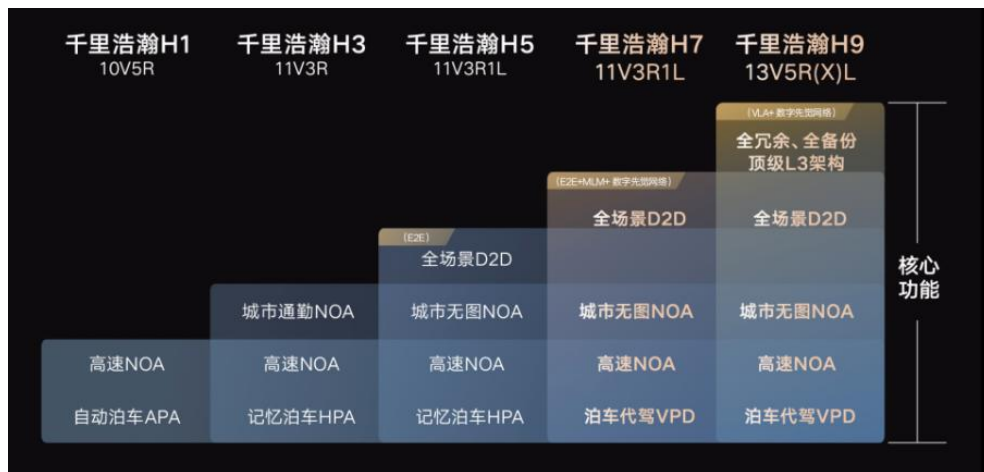 千里浩瀚H1
10V5R
千里浩瀚H3
11V3R
千里浩瀚H5
11V3R1L
千里浩瀚H7
11V3R1L
千里浩瀚H9
13V5R(X)L
(VLA+数字先觉网络)
全冗余、全备份
顶级L3架构
(E2E+MLM+数字先觉网络)
全场景D2D
全场景D2D
(E2E)
全场景D2D
城市通勤NOA
城市无图NOA
城市无图NOA
城市无图NOA
高速NOA
高速NOA
高速NOA
高速NOA
高速NOA
自动泊车APA
记忆泊车HPA
记忆泊车HPA
泊车代驾VPD
泊车代驾VPD
核心
功能